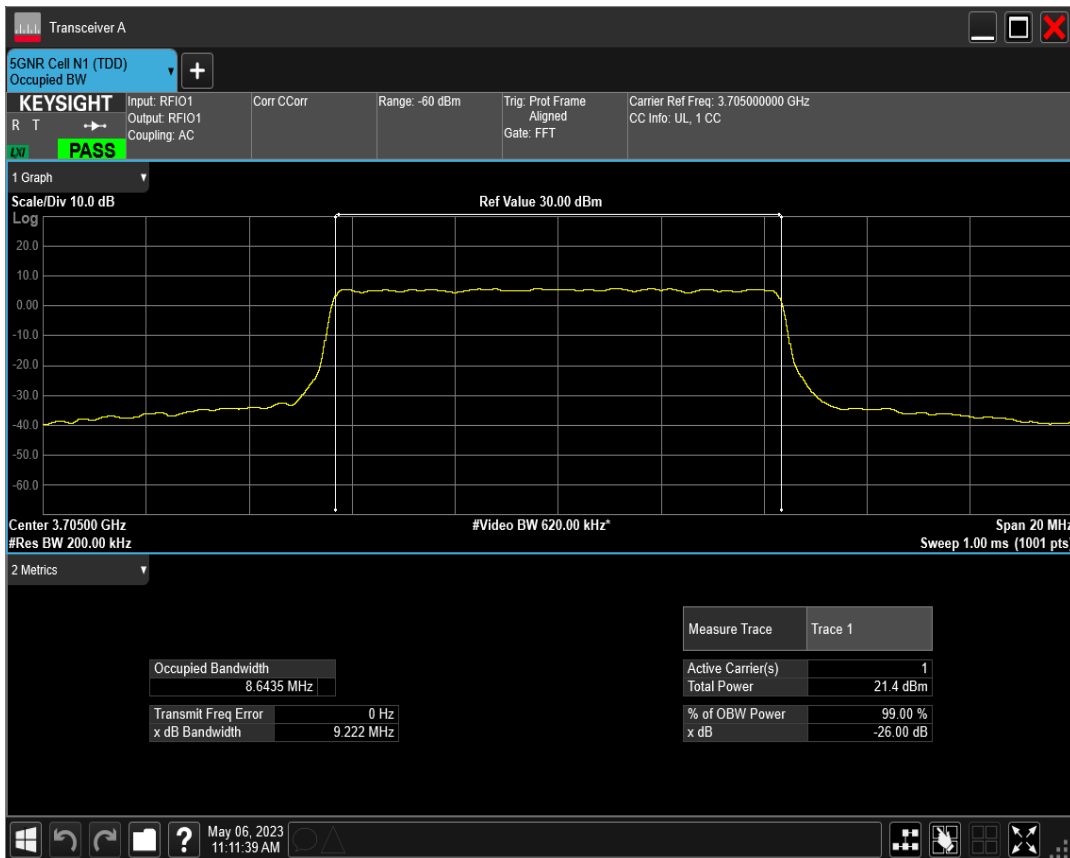 Transceiver A
5GNR Cell N1 (TDD)
Occupied BW
+
KEYSIGHT
R T
LXI
PASS
Input: RFIO1
Output: RFIO1
Coupling: AC
Corr CCorr
Range: -60 dBm
Trig: Prot Frame
Aligned
Gate: FFT
Carrier Ref Freq: 3.705000000 GHz
CC Info: UL, 1 CC
1 Graph
Scale/Div 10.0 dB
Ref Value 30.00 dBm
Log
20.0
10.0
0.00
-10.0
-20.0
-30.0
-40.0
-50.0
-60.0
Center 3.70500 GHz
#Video BW 620.00 kHz*
Span 20 MHz
#Res BW 200.00 kHz
Sweep 1.00 ms (1001 pts)
2 Metrics
Measure Trace Trace 1
Occupied Bandwidth
8.6435 MHz
Active Carrier(s) 1
Total Power 21.4 dBm
Transmit Freq Error 0 Hz
x dB Bandwidth 9.222 MHz
% of OBW Power 99.00 %
x dB -26.00 dB
?
May 06, 2023
11:11:39 AM